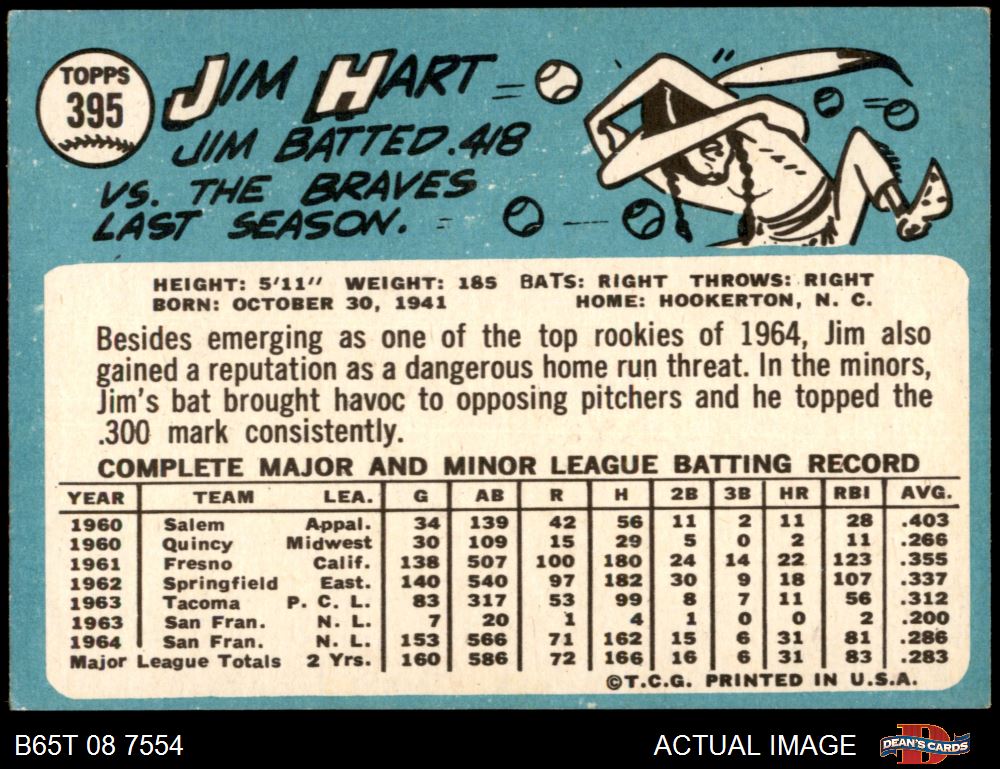 TOPPS
395
JIM HART
JIM BATTED .418
VS. THE BRAVES
LAST SEASON.
HEIGHT: 5'11" WEIGHT: 185 BATS: RIGHT THROWS: RIGHT
BORN: OCTOBER 30, 1941 HOME: HOOKERTON, N. C.
Besides emerging as one of the top rookies of 1964, Jim also
gained a reputation as a dangerous home run threat. In the minors,
Jim's bat brought havoc to opposing pitchers and he topped the
.300 mark consistently.
COMPLETE MAJOR AND MINOR LEAGUE BATTING RECORD
YEAR TEAM LEA. G AB R H 2B 3B HR RBI AVG.
1960 Salem Appal. 34 139 42 56 11 2 11 28 .403
1960 Quincy Midwest 30 109 15 29 5 0 2 11 .266
1961 Fresno Calif. 138 507 100 180 24 14 22 123 .355
1962 Springfield East. 140 540 97 182 30 9 18 107 .337
1963 Tacoma P. C. L. 83 317 53 99 8 7 11 56 .312
1963 San Fran. N. L. 7 20 1 4 1 0 0 2 .200
1964 San Fran. N. L. 153 566 71 162 15 6 31 81 .286
Major League Totals 2 Yrs. 160 586 72 166 16 6 31 83 .283
©T.C.G. PRINTED IN U.S.A.
B65T 08 7554 ACTUAL IMAGE D DEAN'S CARDS